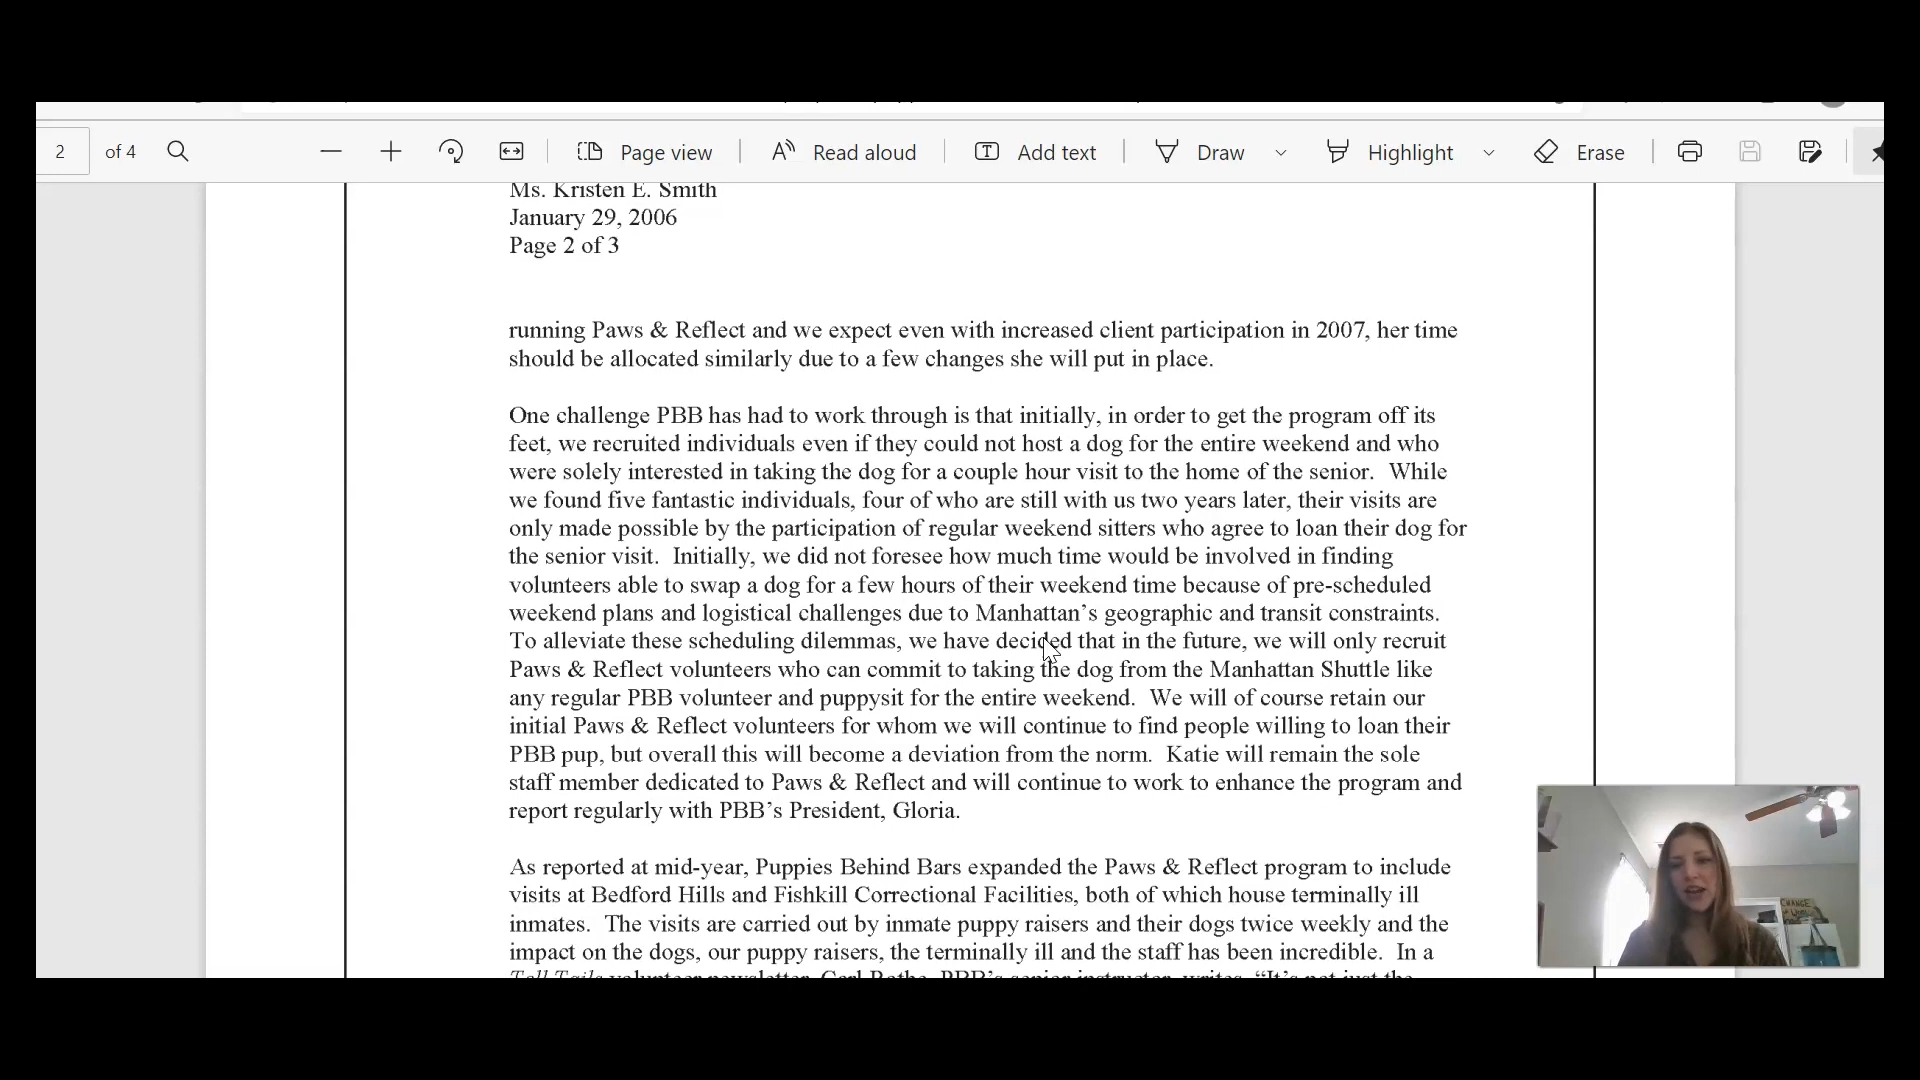 2 of 4 Page view Read aloud Add text Draw Highlight Erase
Ms. Kristen E. Smith
January 29, 2006
Page 2 of 3
running Paws & Reflect and we expect even with increased client participation in 2007, her time
should be allocated similarly due to a few changes she will put in place.
One challenge PBB has had to work through is that initially, in order to get the program off its
feet, we recruited individuals even if they could not host a dog for the entire weekend and who
were solely interested in taking the dog for a couple hour visit to the home of the senior. While
we found five fantastic individuals, four of who are still with us two years later, their visits are
only made possible by the participation of regular weekend sitters who agree to loan their dog for
the senior visit. Initially, we did not foresee how much time would be involved in finding
volunteers able to swap a dog for a few hours of their weekend time because of pre-scheduled
weekend plans and logistical challenges due to Manhattan’s geographic and transit constraints.
To alleviate these scheduling dilemmas, we have decided that in the future, we will only recruit
Paws & Reflect volunteers who can commit to taking the dog from the Manhattan Shuttle like
any regular PBB volunteer and puppysit for the entire weekend. We will of course retain our
initial Paws & Reflect volunteers for whom we will continue to find people willing to loan their
PBB pup, but overall this will become a deviation from the norm. Katie will remain the sole
staff member dedicated to Paws & Reflect and will continue to work to enhance the program and
report regularly with PBB’s President, Gloria.
As reported at mid-year, Puppies Behind Bars expanded the Paws & Reflect program to include
visits at Bedford Hills and Fishkill Correctional Facilities, both of which house terminally ill
inmates. The visits are carried out by inmate puppy raisers and their dogs twice weekly and the
impact on the dogs, our puppy raisers, the terminally ill and the staff has been incredible. In a
Tell Tails volunteer newsletter, Carl Rothe, PBB’s senior instructor, writes, “It’s not just the
CHANGE